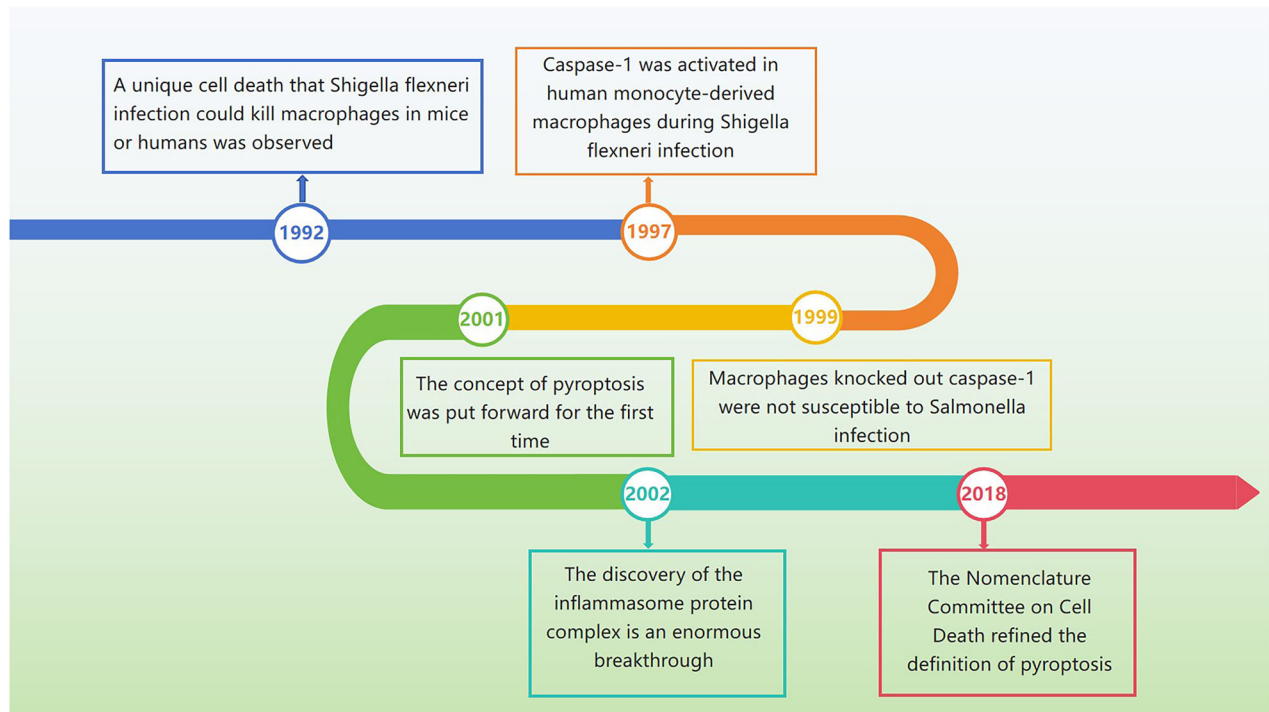 A unique cell death that Shigella flexneri
infection could kill macrophages in mice
or humans was observed
Caspase-1 was activated in
human monocyte-derived
macrophages during Shigella
flexneri infection
1992
1997
2001
1999
The concept of pyroptosis
was put forward for the first
time
Macrophages knocked out caspase-1
were not susceptible to Salmonella
infection
2002
2018
The discovery of the
inflammasome protein
complex is an enormous
breakthrough
The Nomenclature
Committee on Cell
Death refined the
definition of pyroptosis